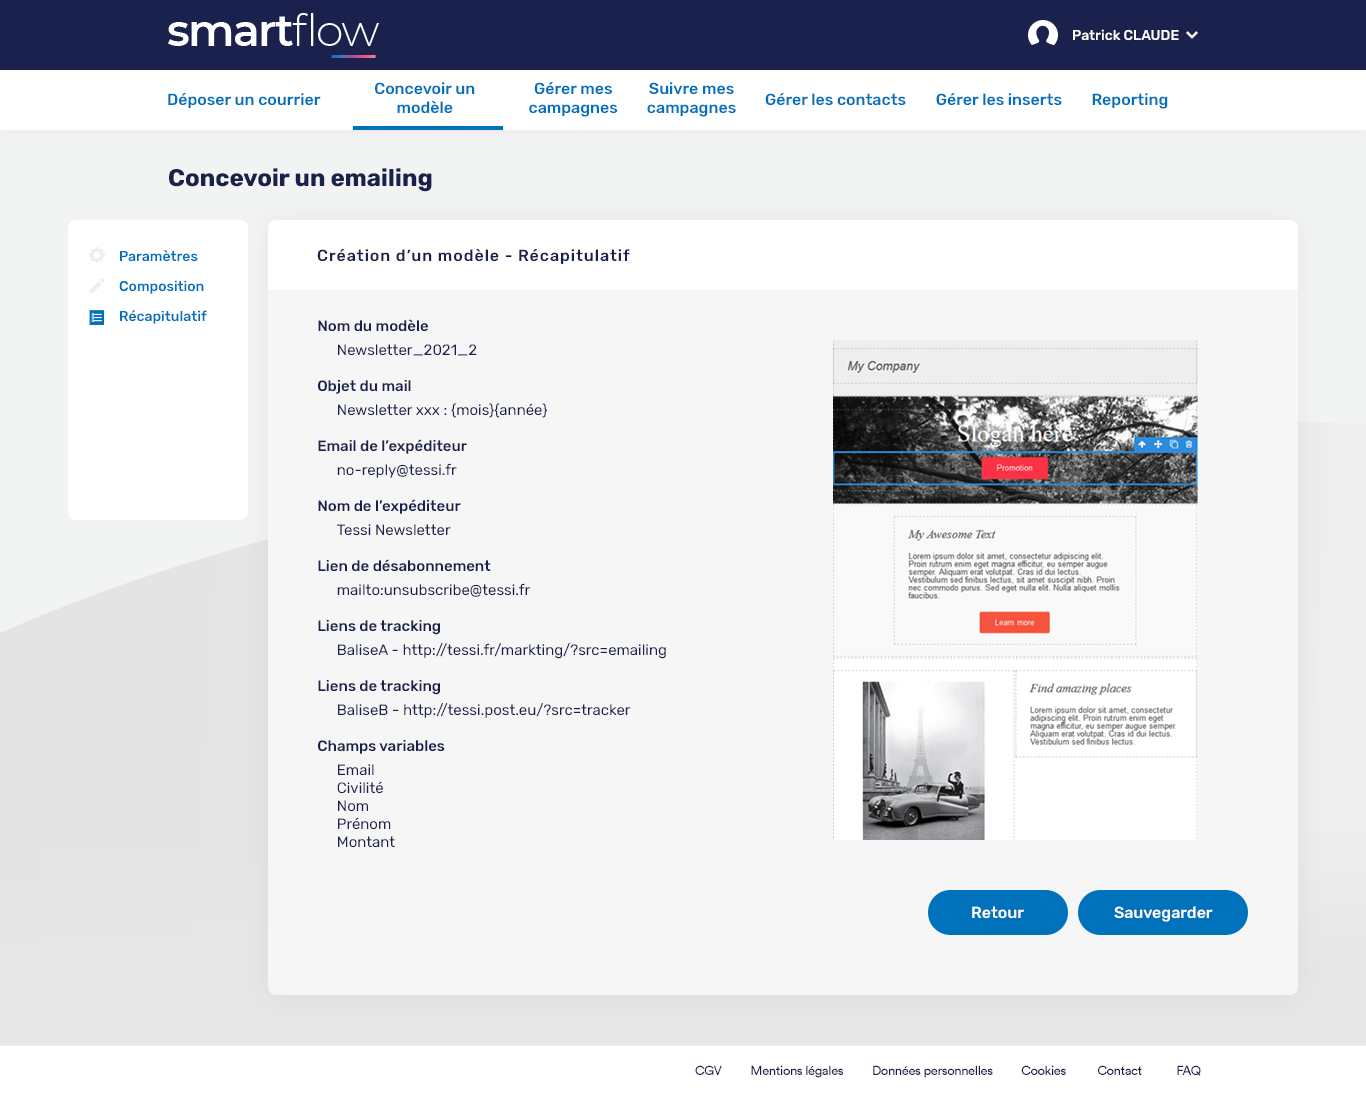 smartflow
Patrick CLAUDE
Déposer un courrier
Concevoir un
modèle
Gérer mes
campagnes
Suivre mes
campagnes
Gérer les contacts
Gérer les inserts
Reporting
Concevoir un emailing
Paramètres
Composition
Récapitulatif
Création d’un modèle - Récapitulatif
Nom du modèle
Newsletter_2021_2
Objet du mail
Newsletter xxx : {mois}{année}
Email de l’expéditeur
no-reply@tessi.fr
Nom de l’expéditeur
Tessi Newsletter
Lien de désabonnement
mailto:unsubscribe@tessi.fr
Liens de tracking
BaliseA - http://tessi.fr/markting/?src=emailing
Liens de tracking
BaliseB - http://tessi.post.eu/?src=tracker
Champs variables
Email
Civilité
Nom
Prénom
Montant
My Company
Slogan here
Promotion
My Awesome Text
Lorem ipsum dolor sit amet, consectetur adipiscing elit.
Proin rutrum enim eget magna efficitur, eu semper augue
semper. Aliquam erat volutpat. Cras id dui lectus.
Vestibulum sed finibus lectus, sit amet suscipit nibh. Proin
nec commodo purus. Sed eget nulla elit. Nulla aliquet mollis
faucibus.
Learn more
Find amazing places
Lorem ipsum dolor sit amet, consectetur
adipiscing elit. Proin rutrum enim eget
magna efficitur, eu semper augue semper.
Aliquam erat volutpat. Cras id dui lectus.
Vestibulum sed finibus lectus.
Retour
Sauvegarder
CGV
Mentions légales
Données personnelles
Cookies
Contact
FAQ